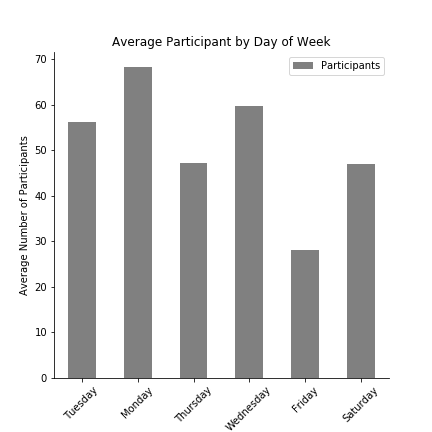 Average Participant by Day of Week
Participants
Average Number of Participants
70
60
50
40
30
20
10
0
Tuesday
Monday
Thursday
Wednesday
Friday
Saturday